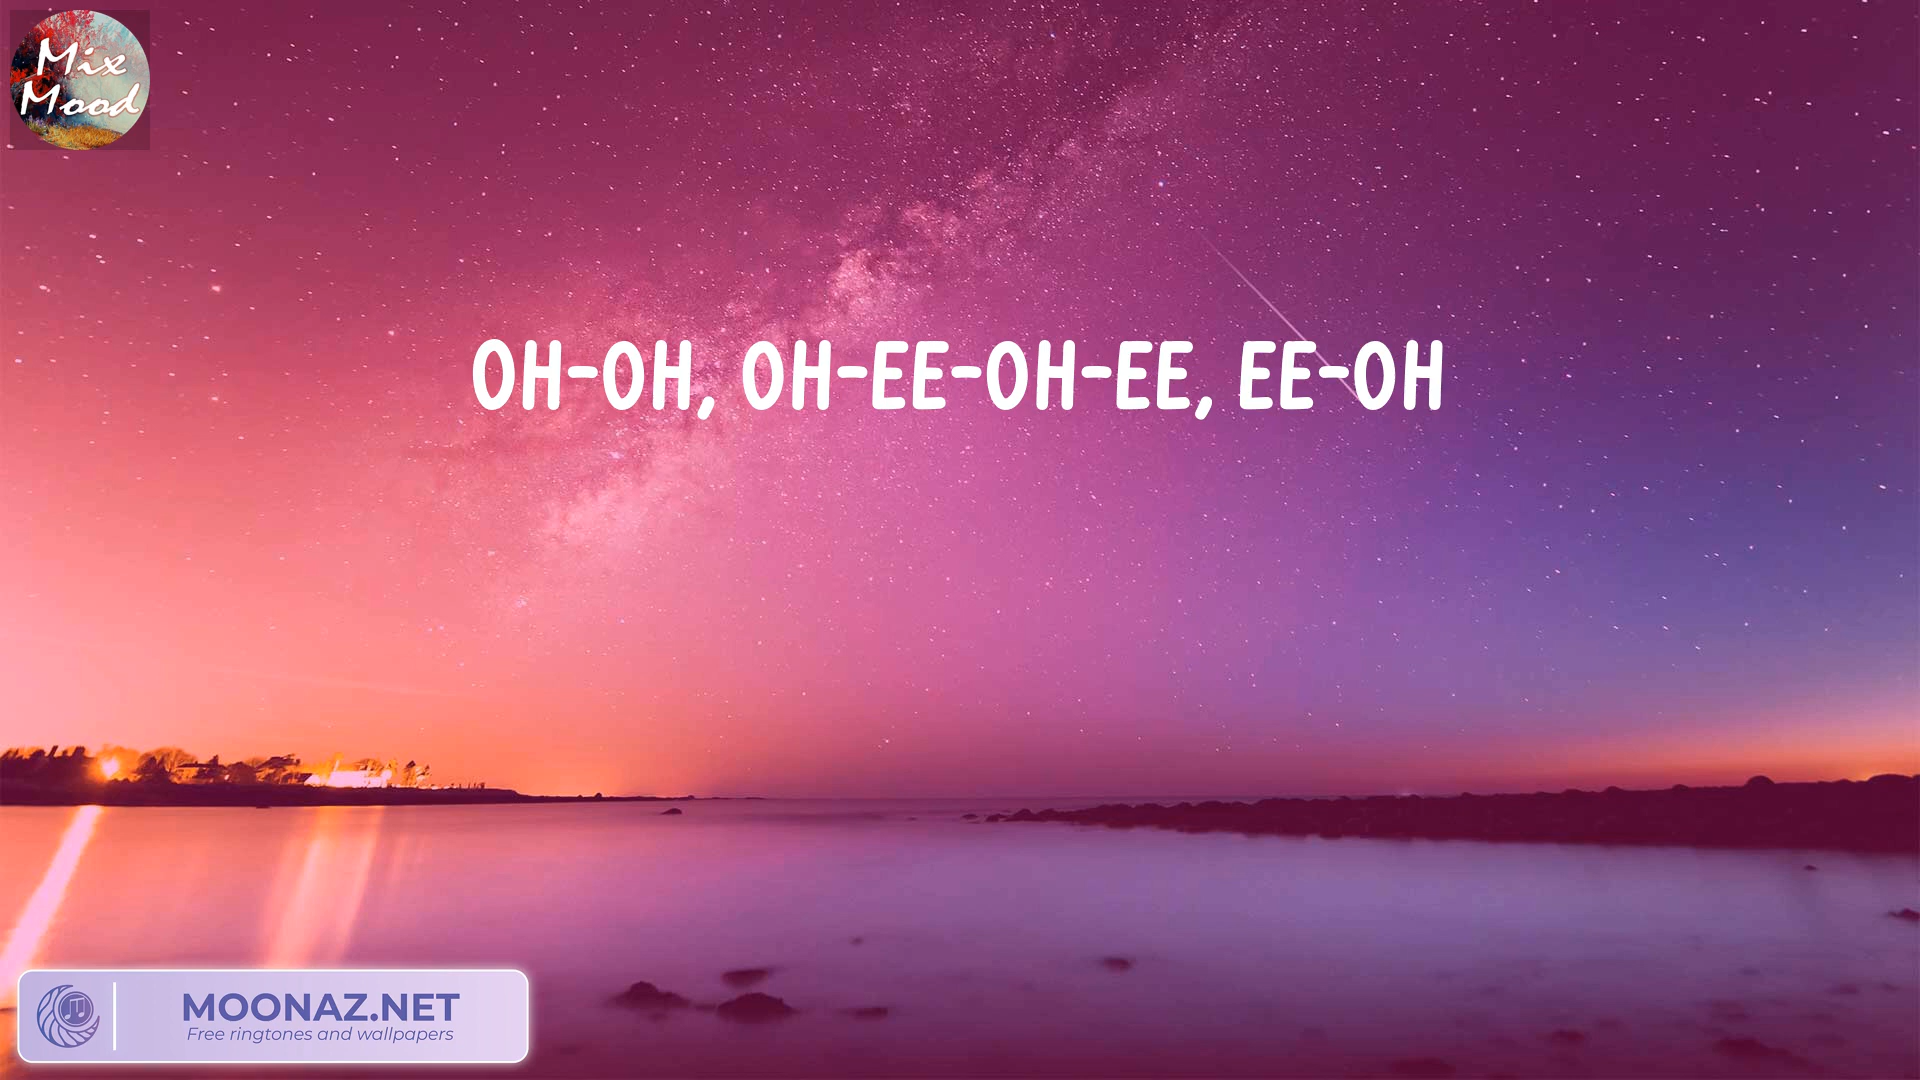 Mix
Mood
OH-OH, OH-EE-OH-EE, EE-OH
MOONAZ.NET
Free ringtones and wallpapers